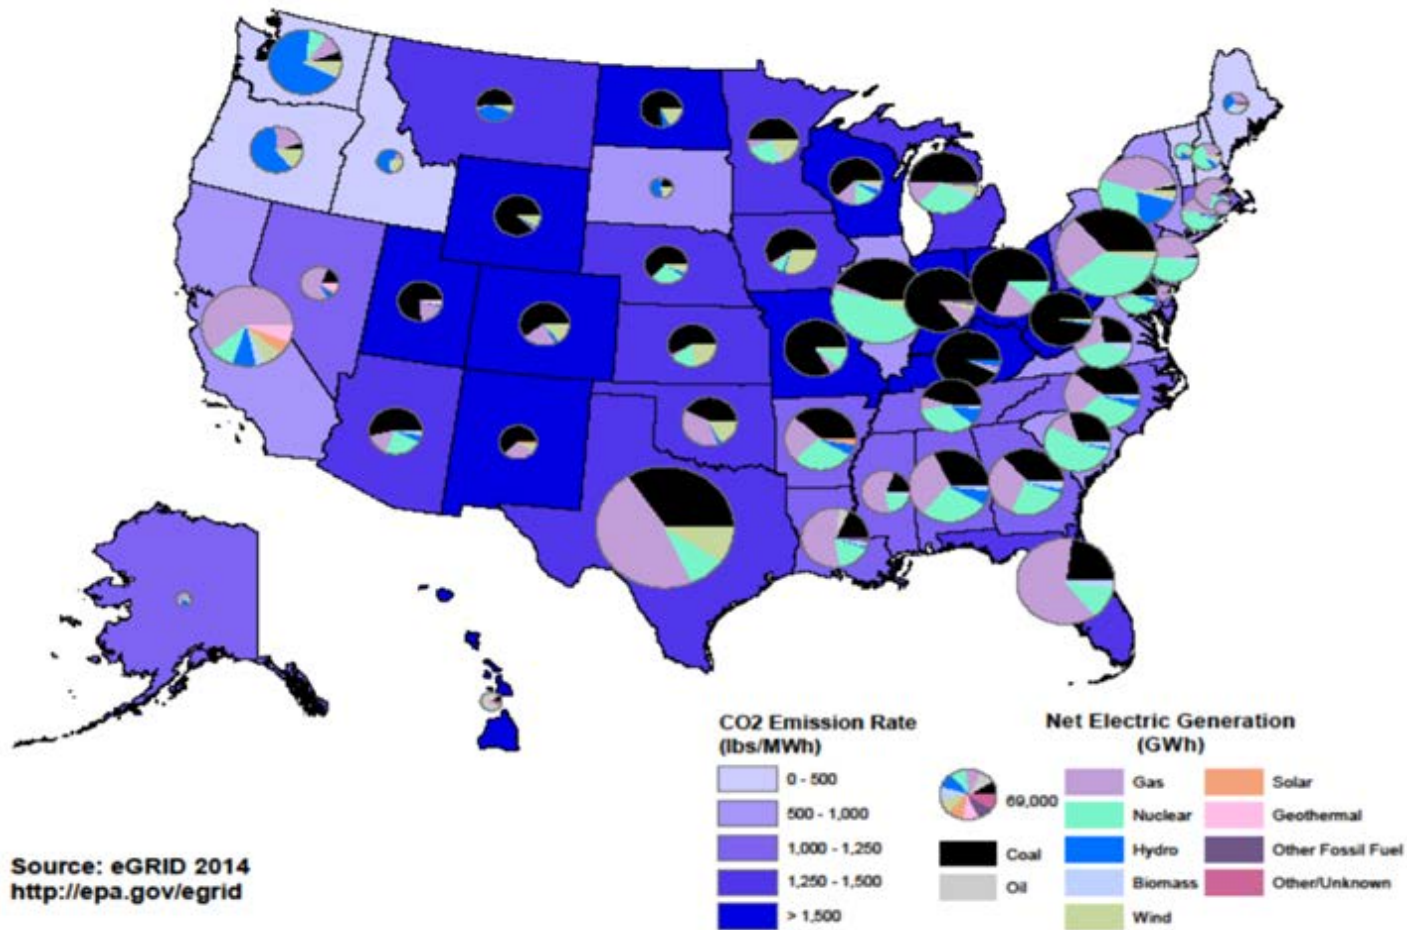 CO2 Emission Rate
(lbs/MWh)
0 - 500
500 - 1,000
1,000 - 1,250
1,250 - 1,500
> 1,500
Net Electric Generation
(GWh)
69,000
Coal
Oil
Gas
Nuclear
Hydro
Biomass
Wind
Solar
Geothermal
Other Fossil Fuel
Other/Unknown
Source: eGRID 2014
http://epa.gov/egrid